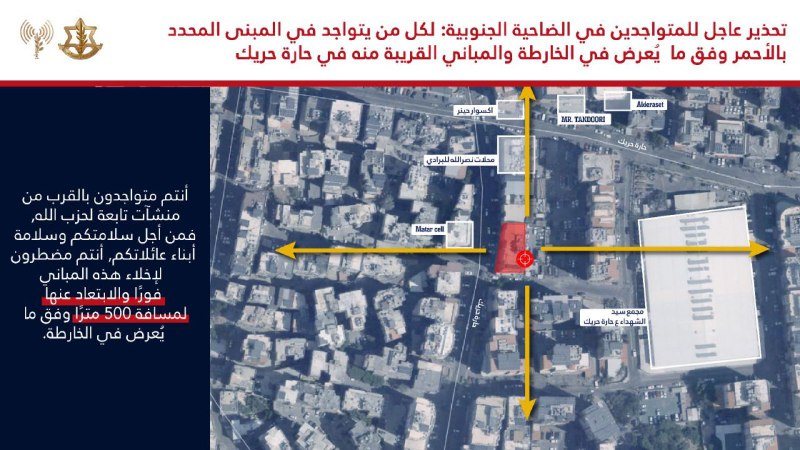 تحذير عاجل للمتواجدين في الضاحية الجنوبية: لكل من يتواجد في المبنى المحدد
بالأحمر وفق ما يُعرض في الخارطة والمباني القريبة منه في حارة حريك
أنتم متواجدون بالقرب من
منشآت تابعة لحزب الله,
فمن أجل سلامتكم وسلامة
أبناء عائلاتكم, أنتم مضطرون
لإخلاء هذه المباني
فورًا والابتعاد عنها
لمسافة 500 مترًا وفق ما
يُعرض في الخارطة.
Alderaset
MR. TANDOORI
اكسوار حيدر
حارة حريك
محلات نصرالله للبرادي
Matar cell
مجمع سيد
الشهداء ع حارة حريك
حارة حريك